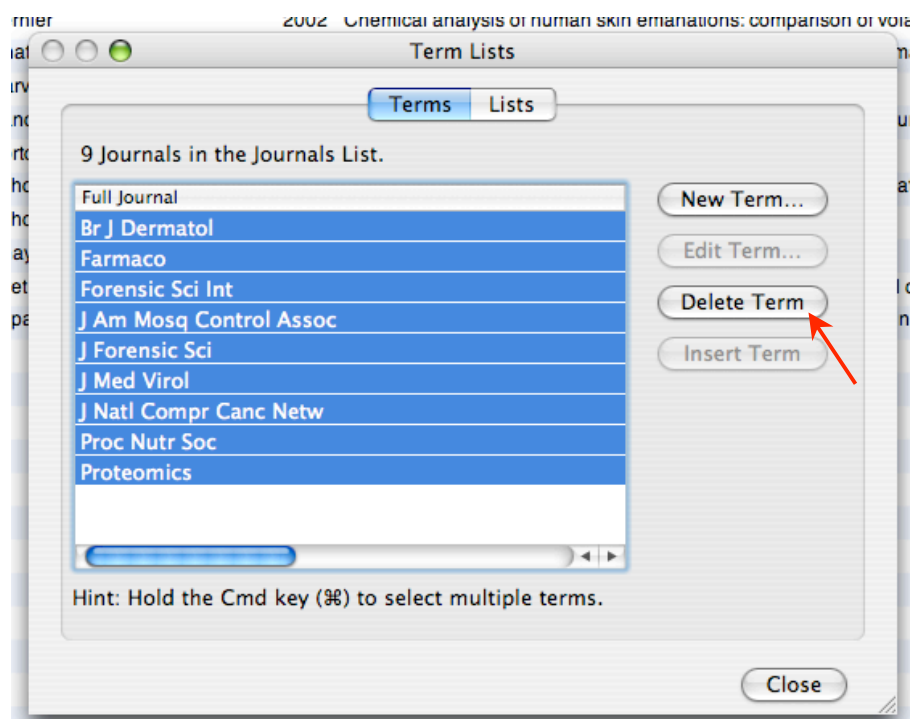 2002 Chemical analysis of human skin emanations: comparison of vola
Term Lists
Terms Lists
9 Journals in the Journals List.
Full Journal
Br J Dermatol
Farmaco
Forensic Sci Int
J Am Mosq Control Assoc
J Forensic Sci
J Med Virol
J Natl Compr Canc Netw
Proc Nutr Soc
Proteomics
New Term...
Edit Term...
Delete Term
Insert Term
Hint: Hold the Cmd key (⌘) to select multiple terms.
Close